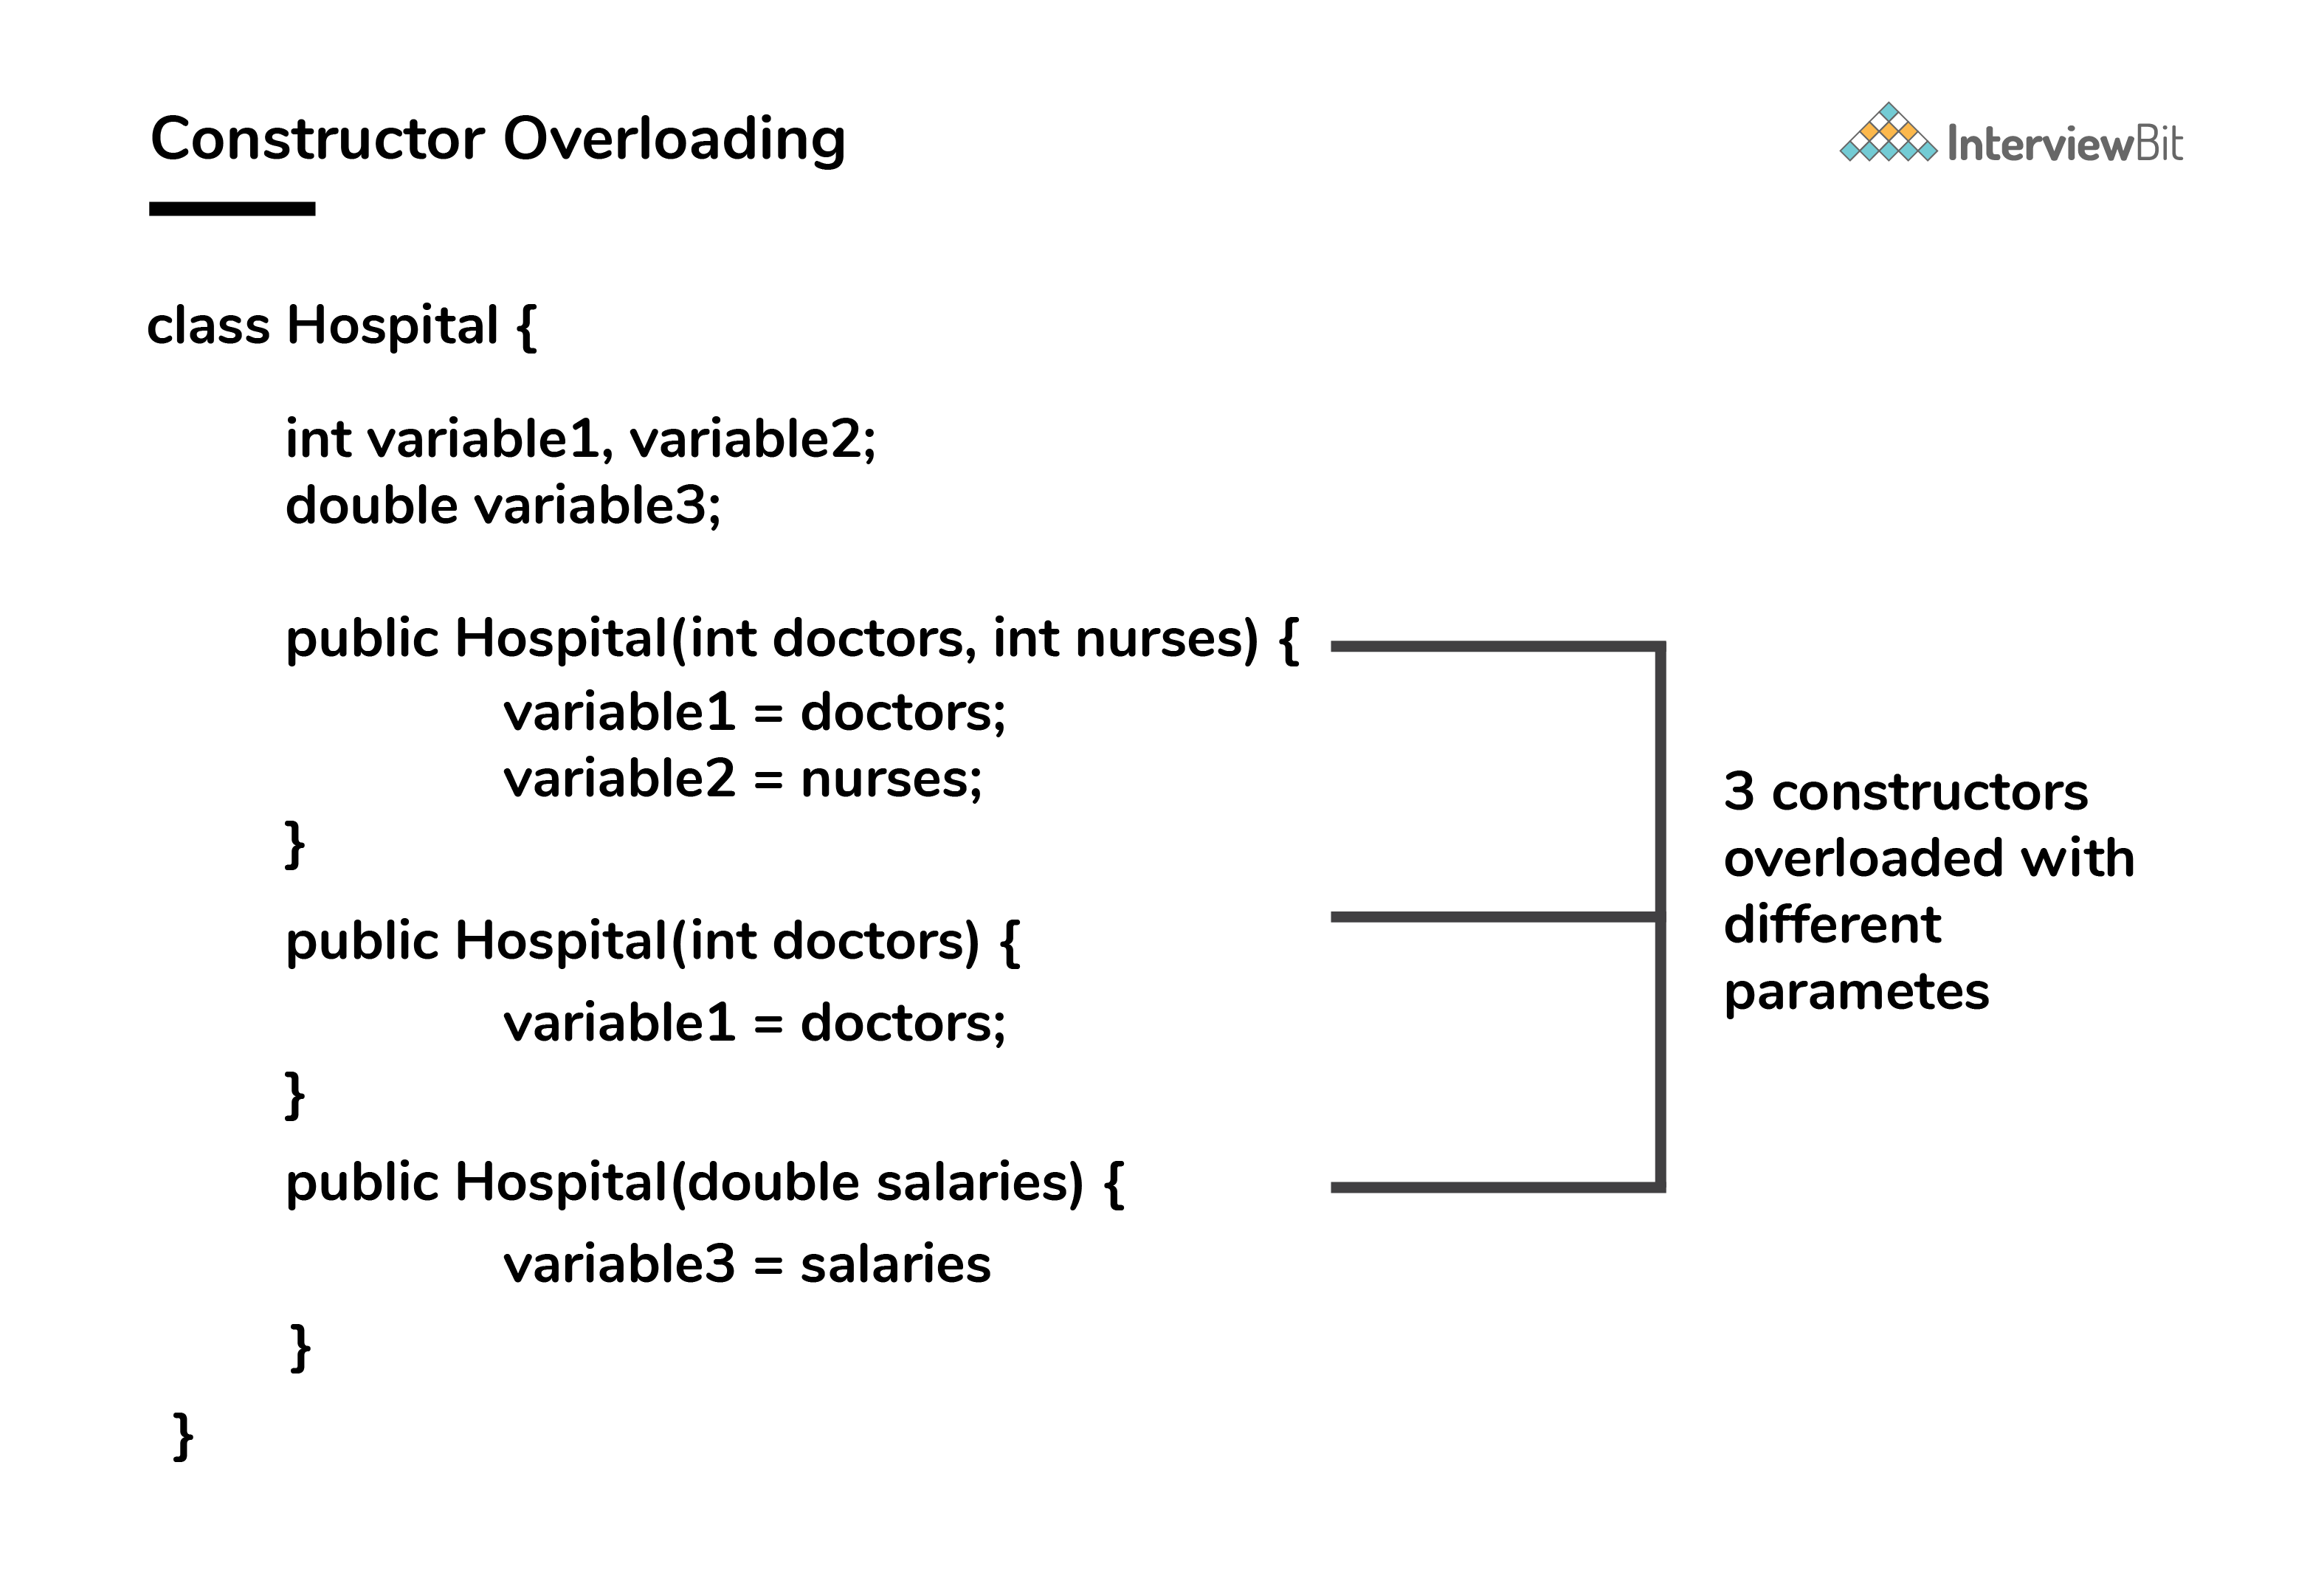 Constructor Overloading
InterviewBit
class Hospital {
int variable1, variable2;
double variable3;
public Hospital(int doctors, int nurses) {
variable1 = doctors;
variable2 = nurses;
}
public Hospital(int doctors) {
variable1 = doctors;
}
public Hospital(double salaries) {
variable3 = salaries
}
}
3 constructors
overloaded with
different
parametes